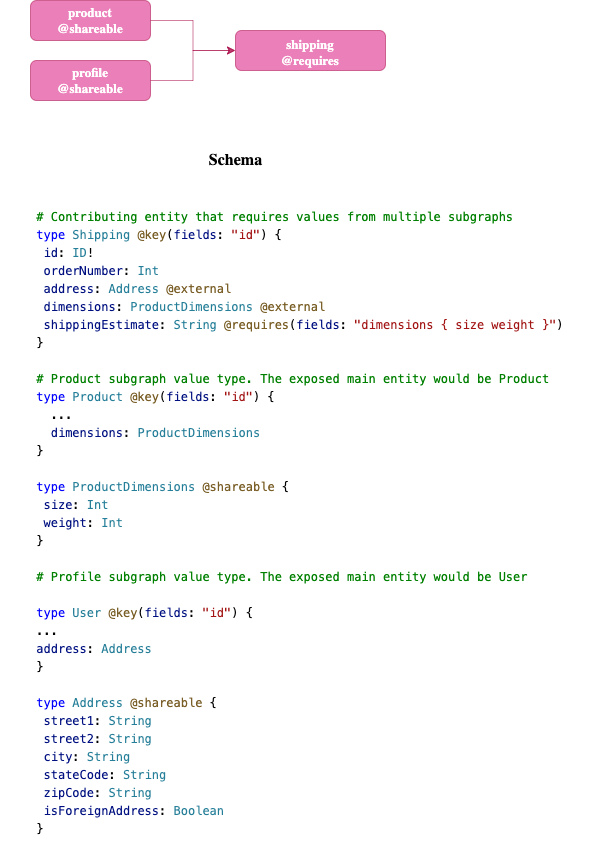 product
@shareable
profile
@shareable
shipping
@requires
Schema
# Contributing entity that requires values from multiple subgraphs
type Shipping @key(fields: "id") {
 id: ID!
 orderNumber: Int
 address: Address @external
 dimensions: ProductDimensions @external
 shippingEstimate: String @requires(fields: "dimensions { size weight }")
}
# Product subgraph value type. The exposed main entity would be Product
type Product @key(fields: "id") {
  ...
  dimensions: ProductDimensions
}
type ProductDimensions @shareable {
 size: Int
 weight: Int
}
# Profile subgraph value type. The exposed main entity would be User
type User @key(fields: "id") {
...
address: Address
}
type Address @shareable {
 street1: String
 street2: String
 city: String
 stateCode: String
 zipCode: String
 isForeignAddress: Boolean
}